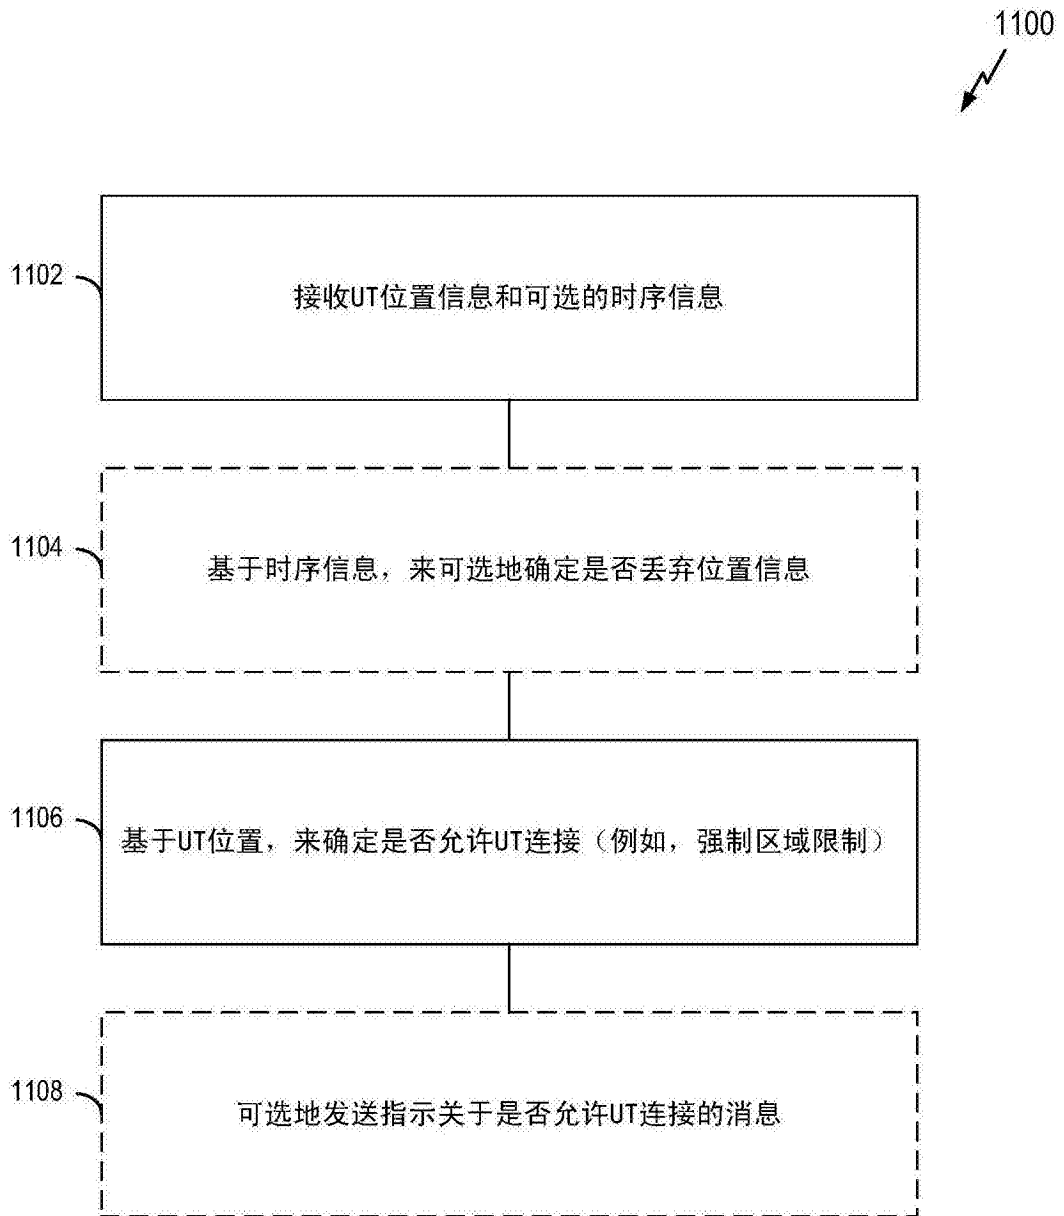 1100
1102
接收UT位置信息和可选的时序信息
1104
基于时序信息，来可选地确定是否丢弃位置信息
1106
基于UT位置，来确定是否允许UT连接（例如，强制区域限制）
1108
可选地发送指示关于是否允许UT连接的消息